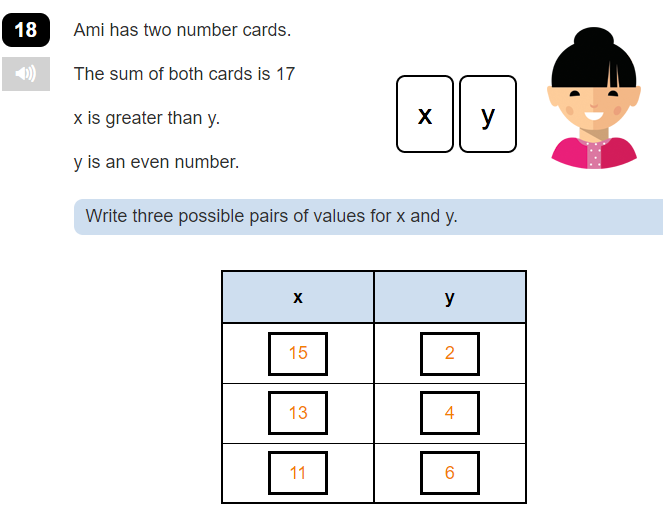 18
Ami has two number cards.
The sum of both cards is 17
x is greater than y.
y is an even number.
x y
Write three possible pairs of values for x and y.
x y
15 2
13 4
11 6